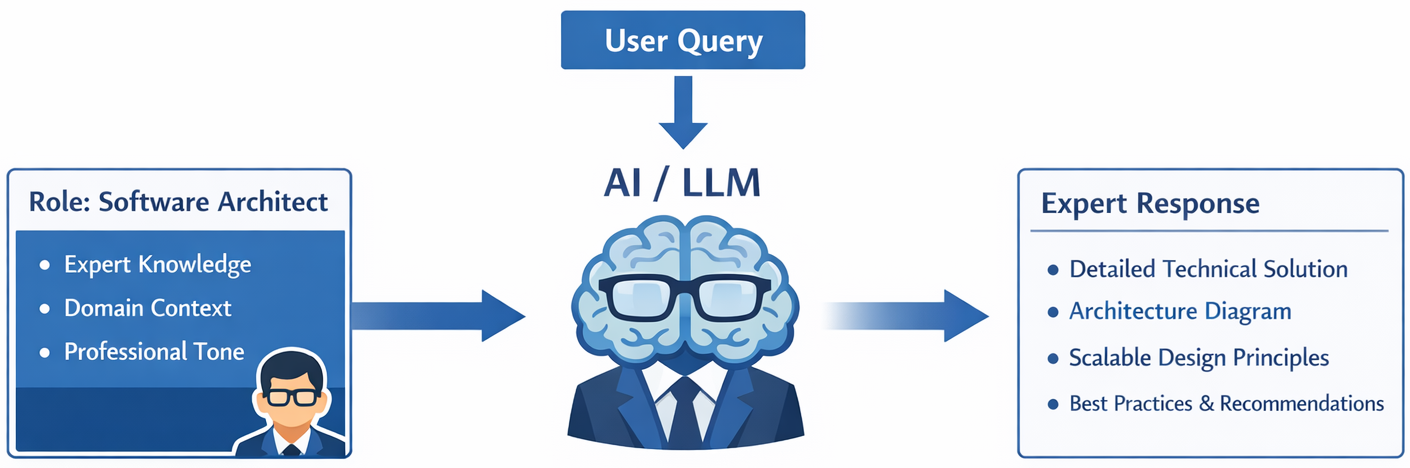 User Query
AI / LLM
Role: Software Architect
• Expert Knowledge
• Domain Context
• Professional Tone
Expert Response
• Detailed Technical Solution
• Architecture Diagram
• Scalable Design Principles
• Best Practices & Recommendations